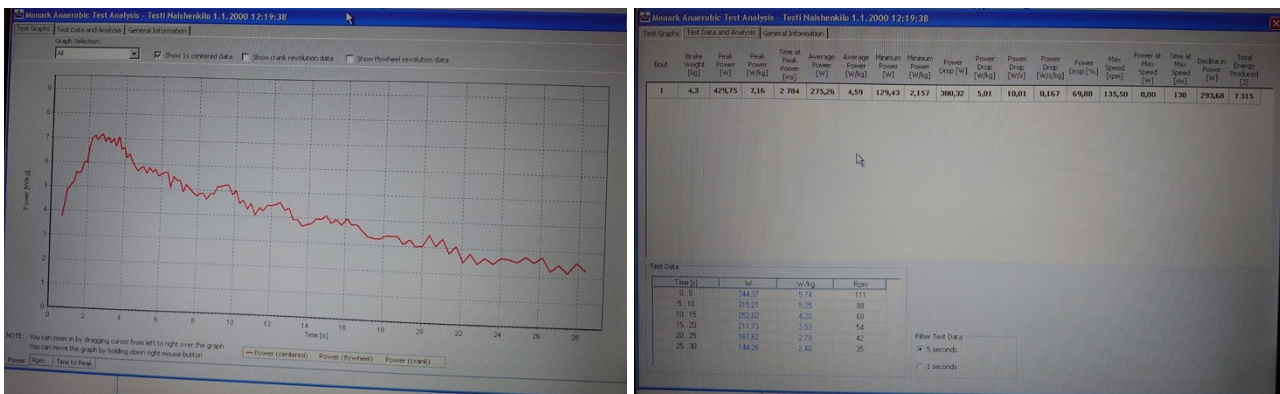 Monark Anaerobic Test Analysis - Testi Naishenkilo 1.1.2000 12:19:38
Test Graphs Test Data and Analysis General Information
Graph Selection:
All Show 1s centered data Show crank revolution data Show flywheel revolution data
Power [W/kg]
9
8
7
6
5
4
3
2
1
0
0 2 4 6 8 10 12 14 16 18 20 22 24 26 28
Time [s]
NOTE: You can zoom in by dragging cursor from left to right over the graph
You can move the graph by holding down right mouse button
Power (centered) Power (flywheel) Power (crank)
Power Rpm Time to Peak
Monark Anaerobic Test Analysis - Testi Naishenkilo 1.1.2000 12:19:38
Test Graphs Test Data and Analysis General Information
Bout Brake Weight [kg] Peak Power [W] Peak Power [W/kg] Time at Peak Power [ms] Average Power [W] Average Power [W/kg] Minimum Power [W] Minimum Power [W/kg] Power Drop [W] Power Drop [W/kg] Power Drop [W/s] Power Drop [W/s/kg] Power Drop [%] Max Speed [rpm] Power at Max Speed [W] Time at Max Speed [ms] Decline in Power [W] Total Energy Produced [J]
1 4,3 429,75 7,16 2 784 275,26 4,59 129,43 2,157 300,32 5,01 10,01 0,167 69,88 135,50 0,00 130 293,68 7 315
Test Data
Time [s] W W/kg Rpm
0..5 344,37 5,74 111
5..10 315,21 5,25 88
10..15 252,02 4,20 68
15..20 211,73 3,53 54
20..25 167,62 2,79 42
25..30 144,26 2,40 35
Filter Test Data
5 seconds
1 seconds